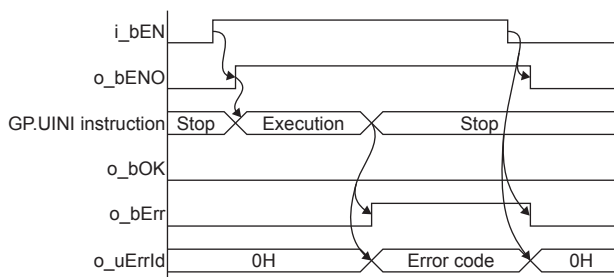 i_bEN
o_bENO
GP.UINI instruction Stop Execution Stop
o_bOK
o_bErr
o_uErrId 0H Error code 0H